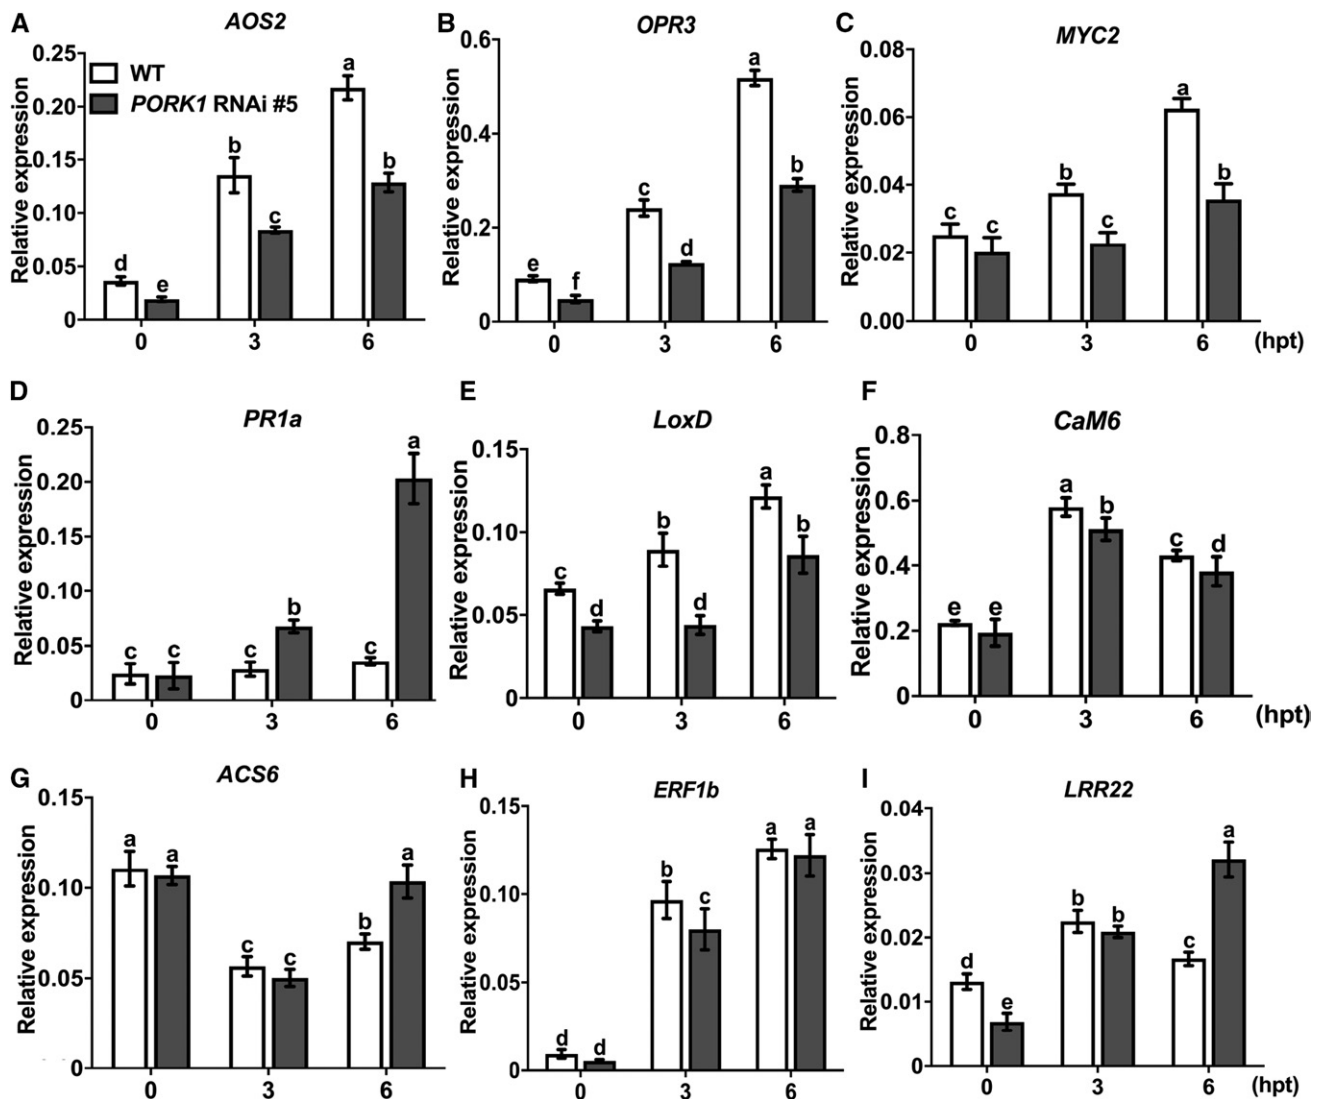 A AOS2
Relative expression
0.25
0.20
0.15
0.10
0.05
0
WT
PORK1 RNAi #5
d e b c a b
0 3 6
B OPR3
Relative expression
0.6
0.4
0.2
0
e f c d a b
0 3 6
C MYC2
Relative expression
0.08
0.06
0.04
0.02
0.00
c c b c a b
0 3 6 (hpt)
D PR1a
Relative expression
0.25
0.20
0.15
0.10
0.05
0
c c c b c a
0 3 6
E LoxD
Relative expression
0.15
0.10
0.05
0
c d b d a b
0 3 6
F CaM6
Relative expression
0.8
0.6
0.4
0.2
0
e e a b c d
0 3 6 (hpt)
G ACS6
Relative expression
0.15
0.10
0.05
0
a a c c b a
0 3 6
H ERF1b
Relative expression
0.15
0.10
0.05
0
d d b c a a
0 3 6
I LRR22
Relative expression
0.04
0.03
0.02
0.01
0
d e b b c a
0 3 6 (hpt)